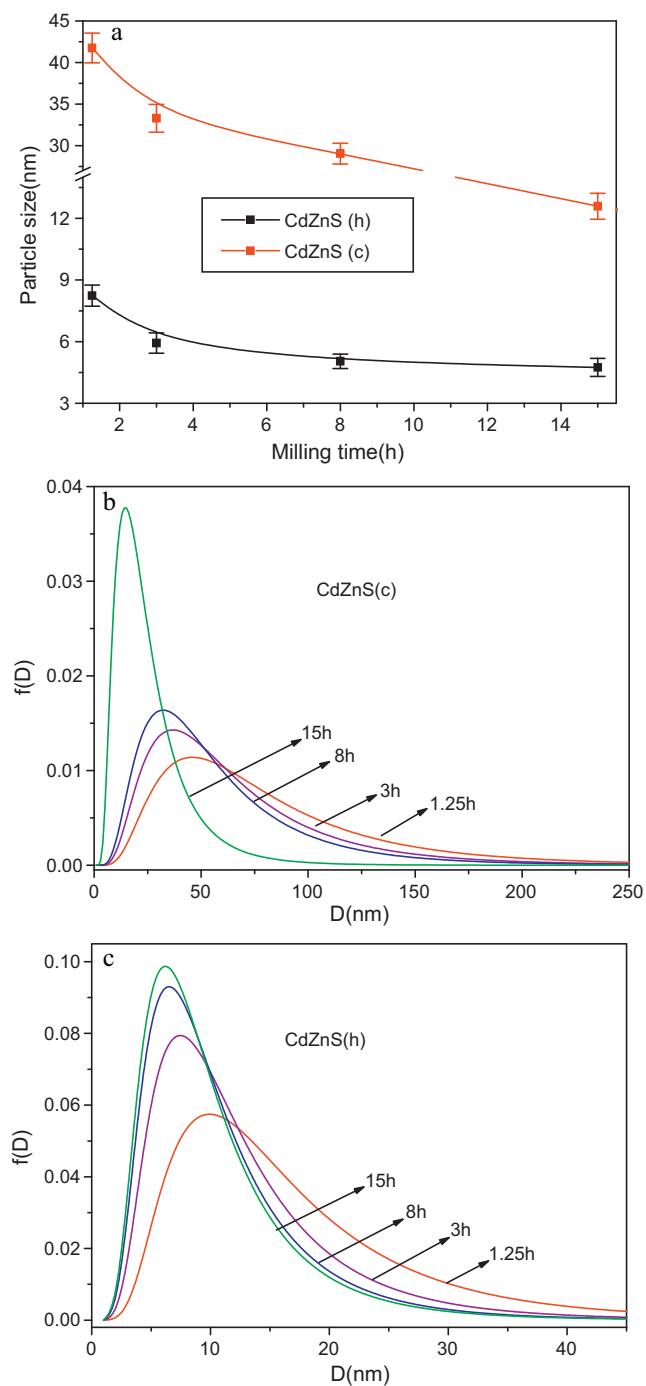 a
45
40
35
30
12
9
6
3
Particle size(nm)
CdZnS (h)
CdZnS (c)
2 4 6 8 10 12 14
Milling time(h)
b
0.04
0.03
0.02
0.01
0.00
f(D)
CdZnS(c)
15h
8h
3h
1.25h
0 50 100 150 200 250
D(nm)
c
0.10
0.08
0.06
0.04
0.02
0.00
f(D)
CdZnS(h)
15h
8h
3h
1.25h
0 10 20 30 40
D(nm)